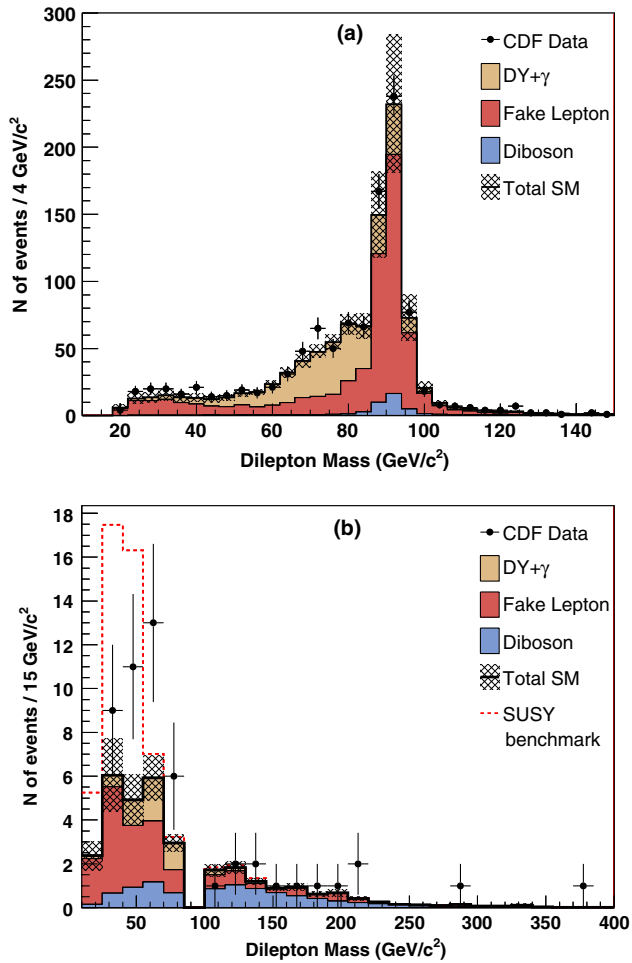 (a)
CDF Data
DY+γ
Fake Lepton
Diboson
Total SM
N of events / 4 GeV/c²
300
250
200
150
100
50
0
20 40 60 80 100 120 140
Dilepton Mass (GeV/c²)
(b)
CDF Data
DY+γ
Fake Lepton
Diboson
Total SM
SUSY
benchmark
N of events / 15 GeV/c²
18
16
14
12
10
8
6
4
2
0
50 100 150 200 250 300 350 400
Dilepton Mass (GeV/c²)